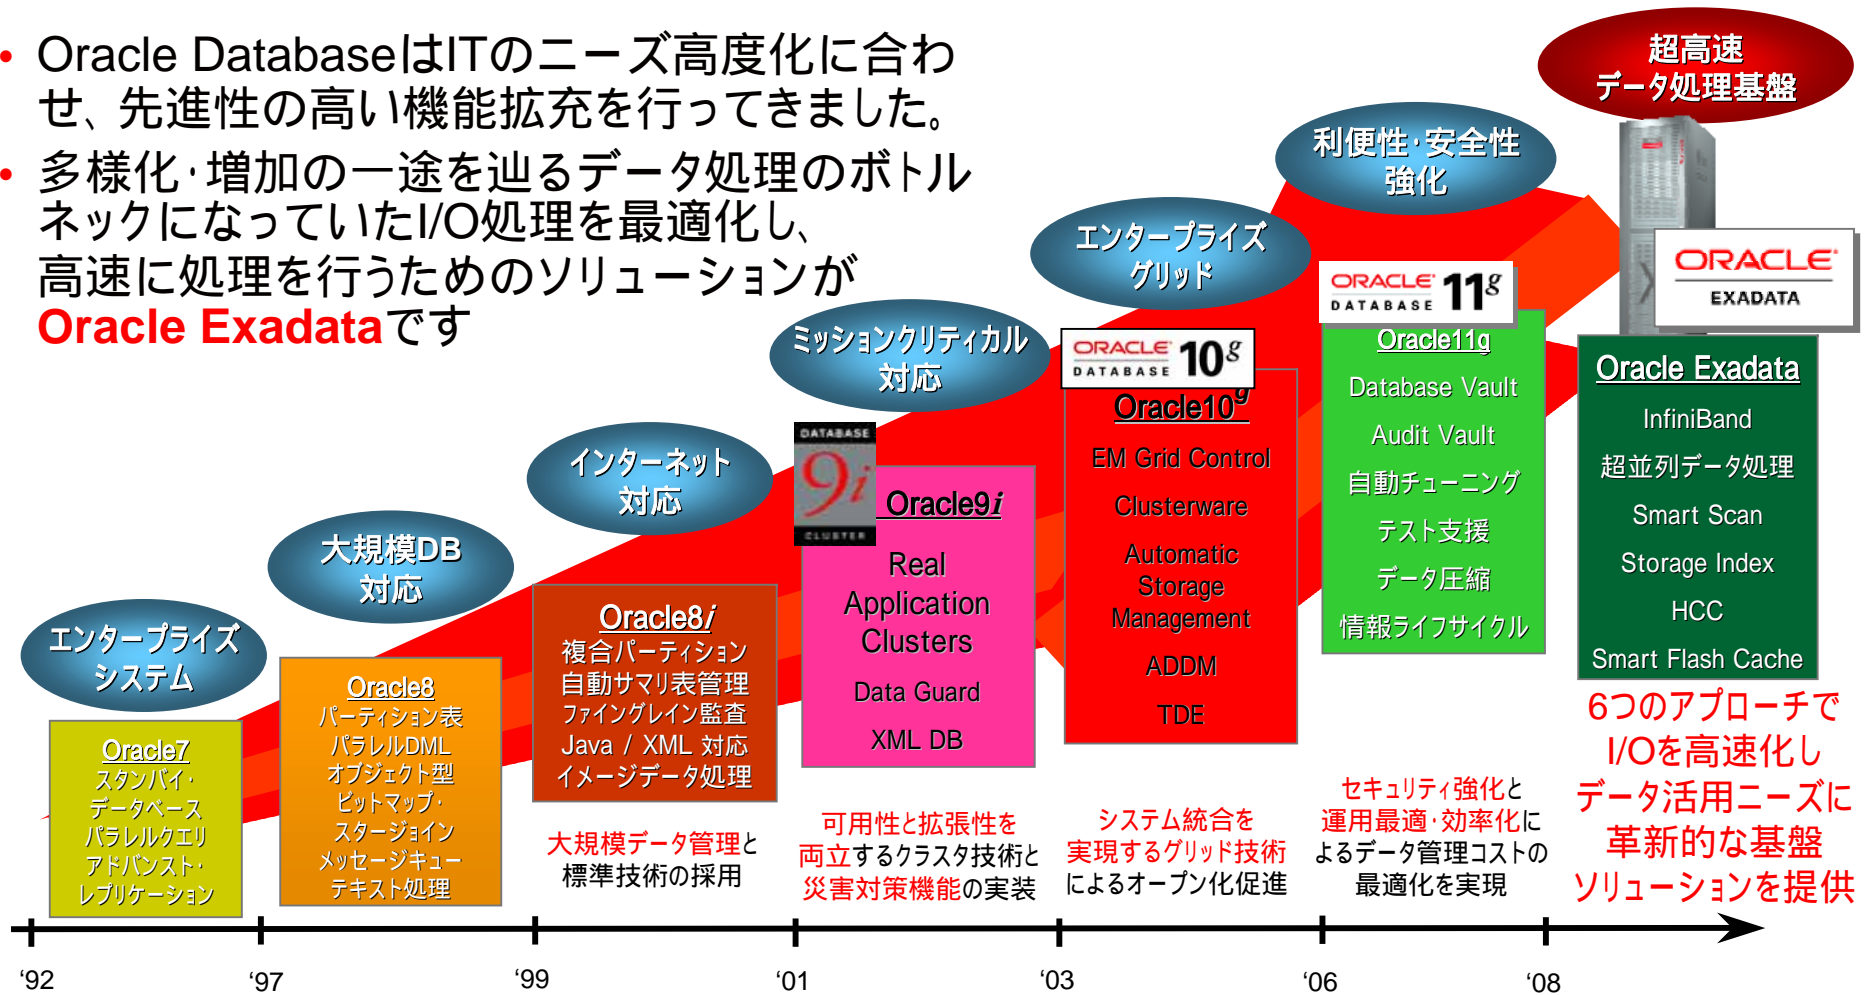 • Oracle DatabaseはITのニーズ高度化に合わ
せ、先進性の高い機能拡充を行ってきました。
• 多様化・増加の一途を辿るデータ処理のボトル
ネックになっていたI/O処理を最適化し、
高速に処理を行うためのソリューションが
Oracle Exadataです
エンタープライズ
システム
Oracle7
スタンバイ・
データベース
パラレルクエリ
アドバンスト・
レプリケーション
大規模DB
対応
Oracle8
パーティション表
パラレルDML
オブジェクト型
ビットマップ・
スタージョイン
メッセージキュー
テキスト処理
インターネット
対応
Oracle8i
複合パーティション
自動サマリ表管理
ファイングレイン監査
Java / XML 対応
イメージデータ処理
大規模データ管理と
標準技術の採用
ミッションクリティカル
対応
DATABASE
9i
CLUSTER
Oracle9i
Real
Application
Clusters
Data Guard
XML DB
可用性と拡張性を
両立するクラスタ技術と
災害対策機能の実装
エンタープライズ
グリッド
ORACLE
DATABASE 10g
Oracle10g
EM Grid Control
Clusterware
Automatic
Storage
Management
ADDM
TDE
システム統合を
実現するグリッド技術
によるオープン化促進
利便性・安全性
強化
ORACLE
DATABASE 11g
Oracle11g
Database Vault
Audit Vault
自動チューニング
テスト支援
データ圧縮
情報ライフサイクル
セキュリティ強化と
運用最適・効率化に
よるデータ管理コストの
最適化を実現
超高速
データ処理基盤
ORACLE
EXADATA
Oracle Exadata
InfiniBand
超並列データ処理
Smart Scan
Storage Index
HCC
Smart Flash Cache
6つのアプローチで
I/Oを高速化し
データ活用ニーズに
革新的な基盤
ソリューションを提供
‘92
‘97
‘99
‘01
‘03
‘06
‘08